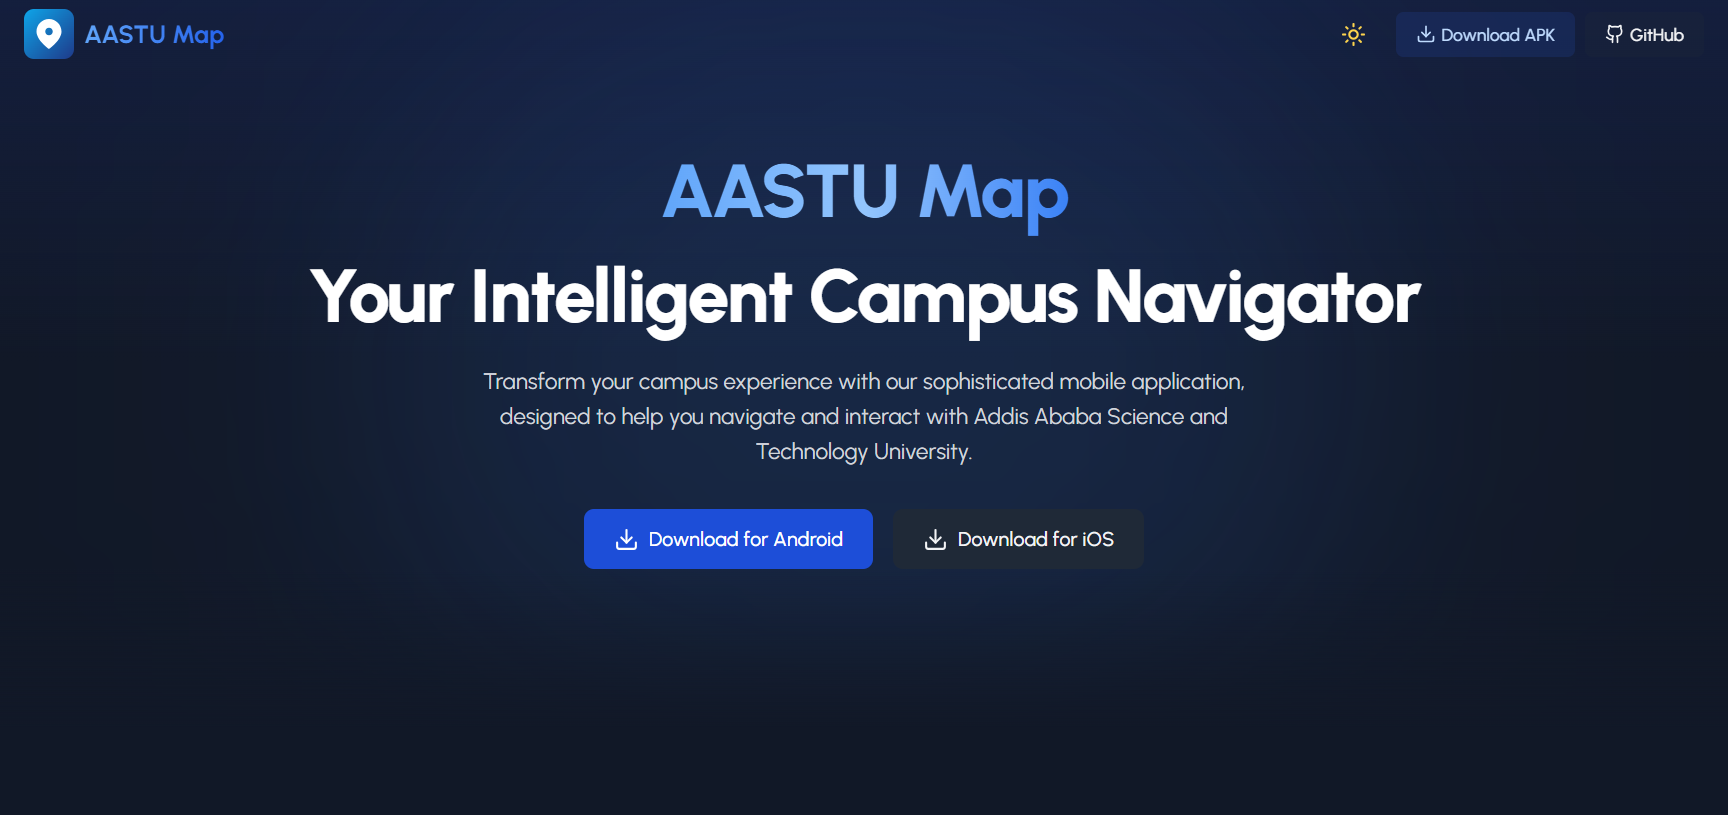 AASTU Map
Download APK
GitHub
AASTU Map
Your Intelligent Campus Navigator
Transform your campus experience with our sophisticated mobile application,
designed to help you navigate and interact with Addis Ababa Science and
Technology University.
Download for Android
Download for iOS